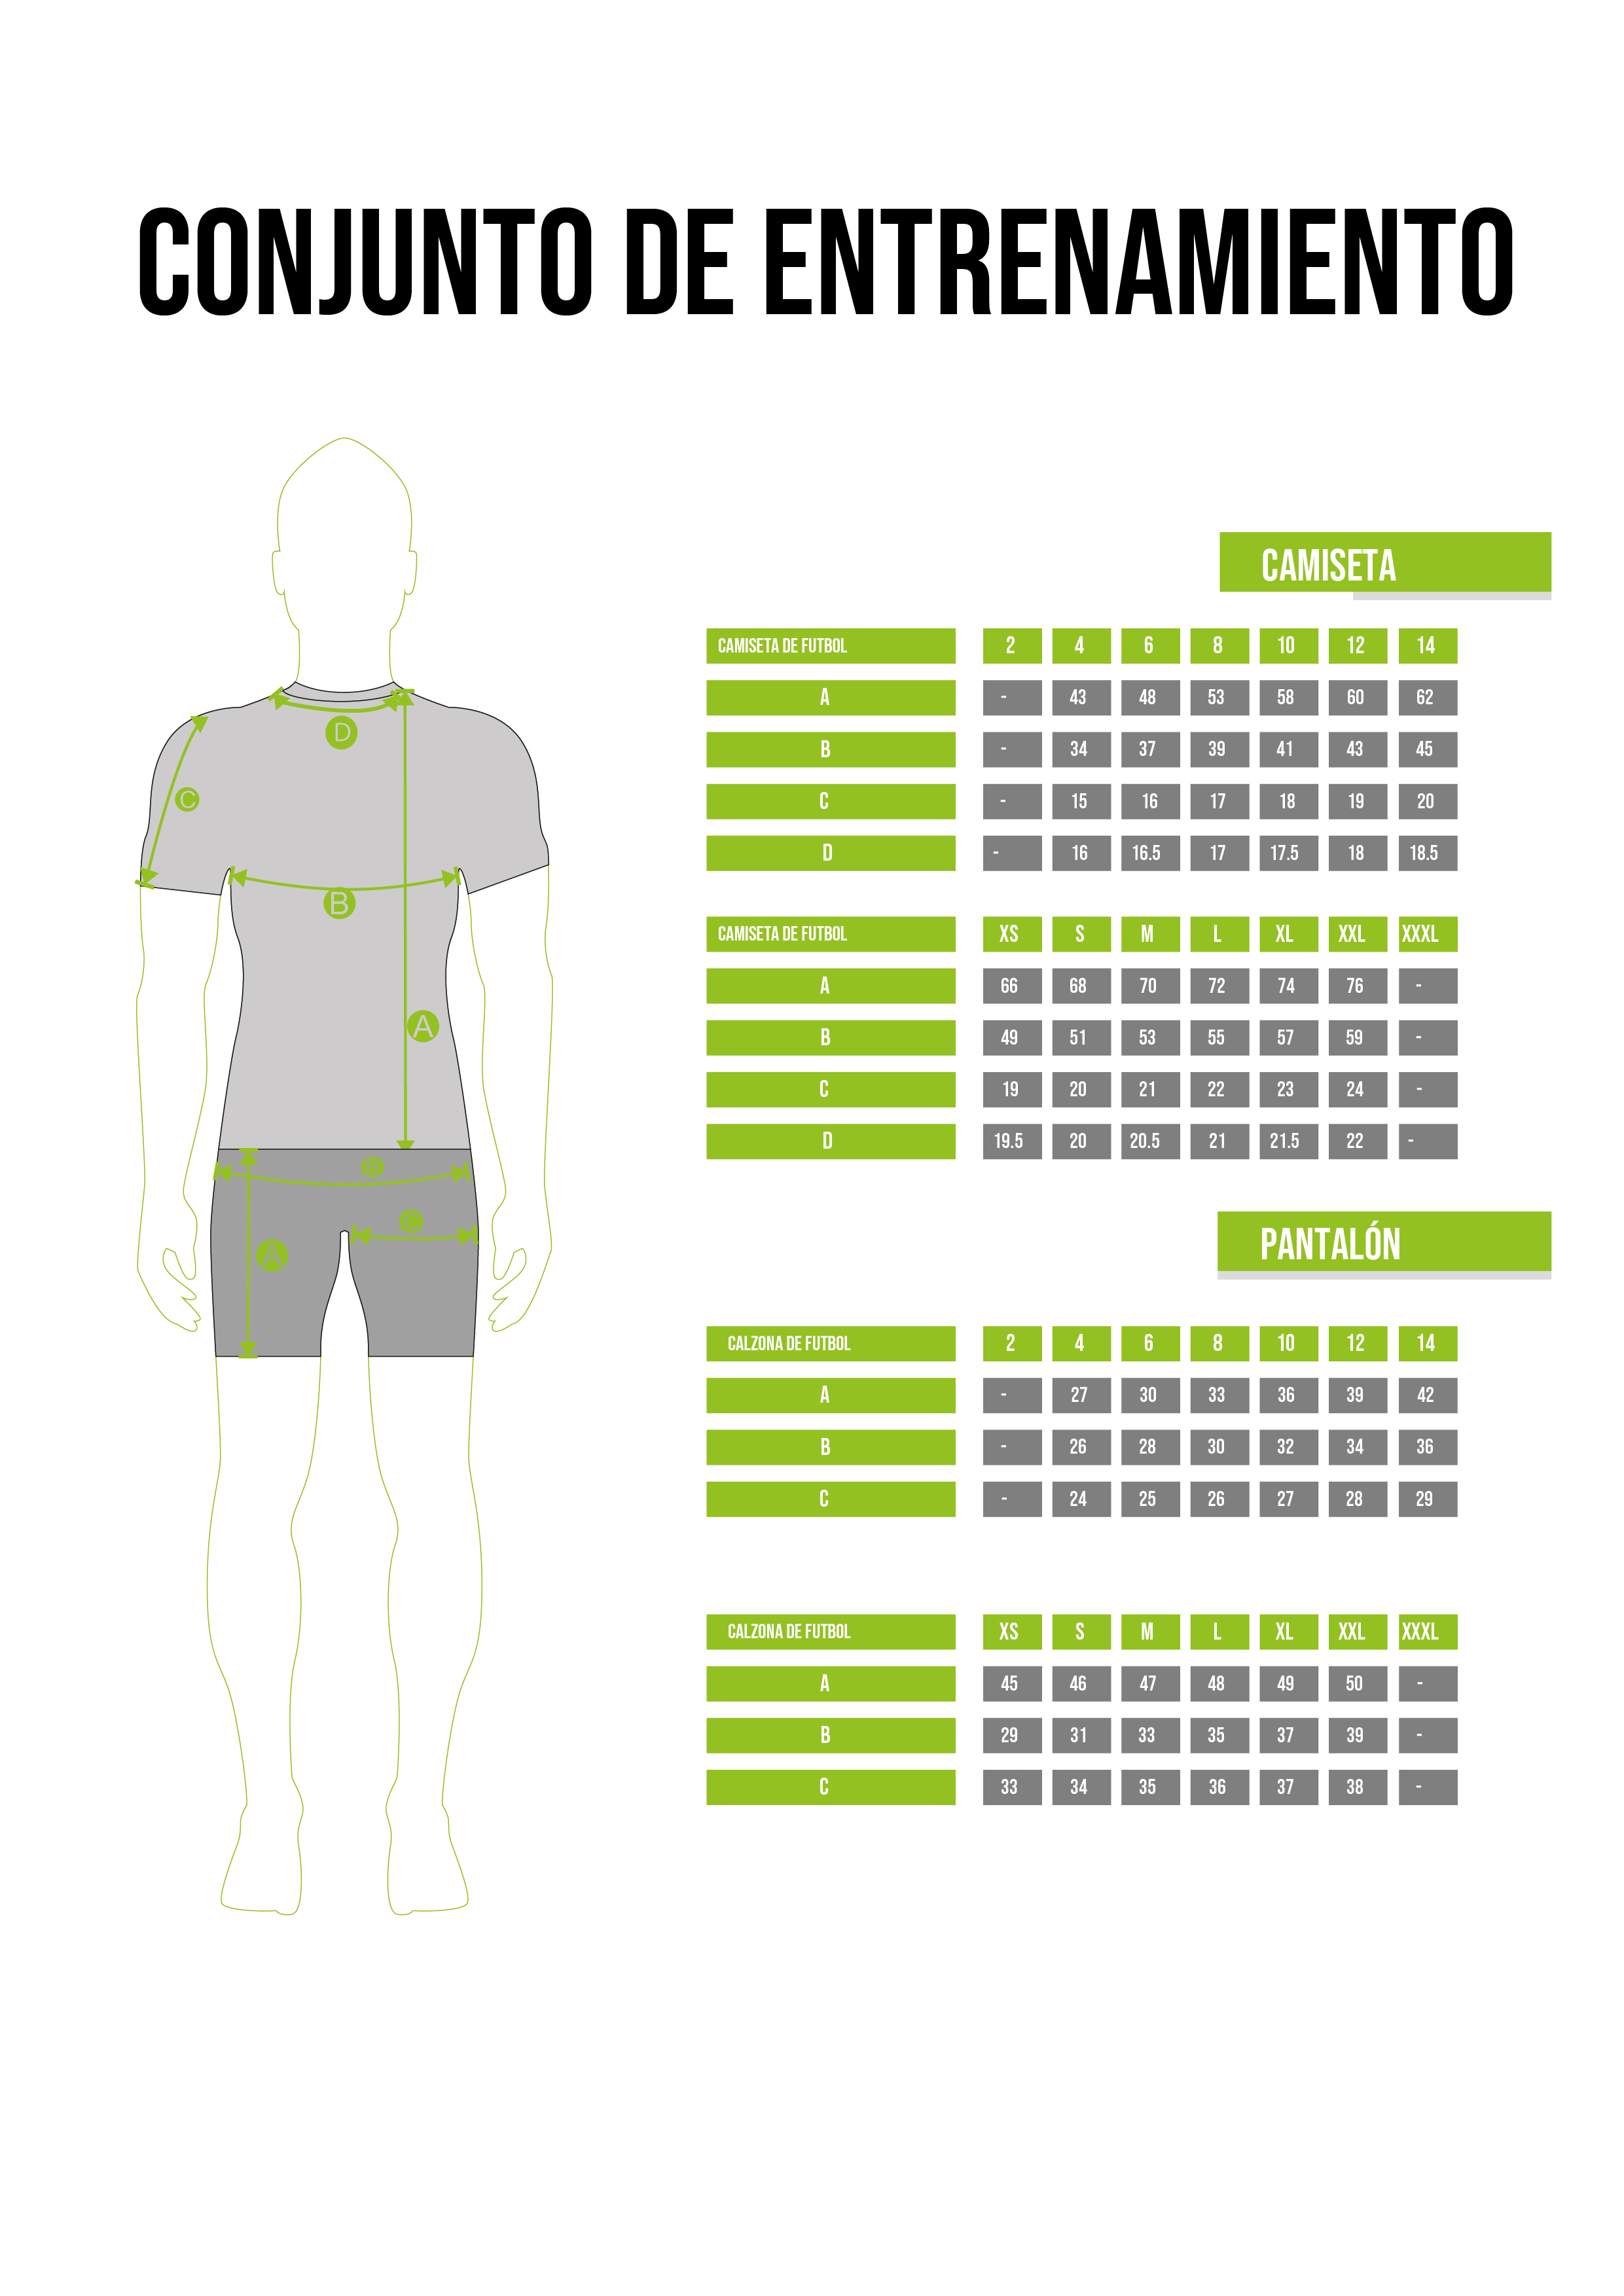 CONJUNTO DE ENTRENAMIENTO
CAMISETA
CAMISETA DE FUTBOL 2 4 6 8 10 12 14
A - 43 48 53 58 60 62
B - 34 37 39 41 43 45
C - 15 16 17 18 19 20
D - 16 16.5 17 17.5 18 18.5
CAMISETA DE FUTBOL XS S M L XL XXL XXXL
A 66 68 70 72 74 76 -
B 49 51 53 55 57 59 -
C 19 20 21 22 23 24 -
D 19.5 20 20.5 21 21.5 22 -
PANTALÓN
CALZONA DE FUTBOL 2 4 6 8 10 12 14
A - 27 30 33 36 39 42
B - 26 28 30 32 34 36
C - 24 25 26 27 28 29
CALZONA DE FUTBOL XS S M L XL XXL XXXL
A 45 46 47 48 49 50 -
B 29 31 33 35 37 39 -
C 33 34 35 36 37 38 -
D
C
B
A
B
C
A